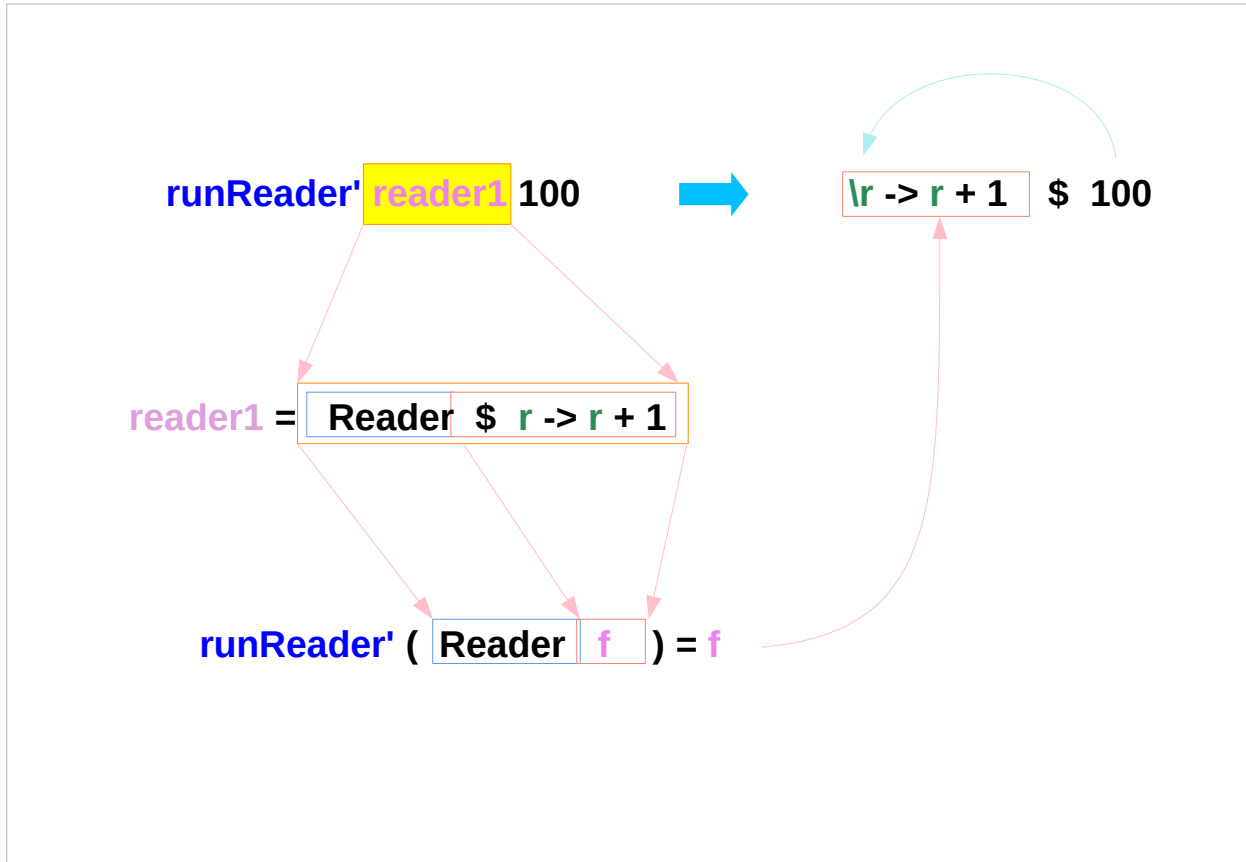 runReader' reader1 100
\r -> r + 1 $ 100
reader1 = Reader $ r -> r + 1
runReader' ( Reader f ) = f